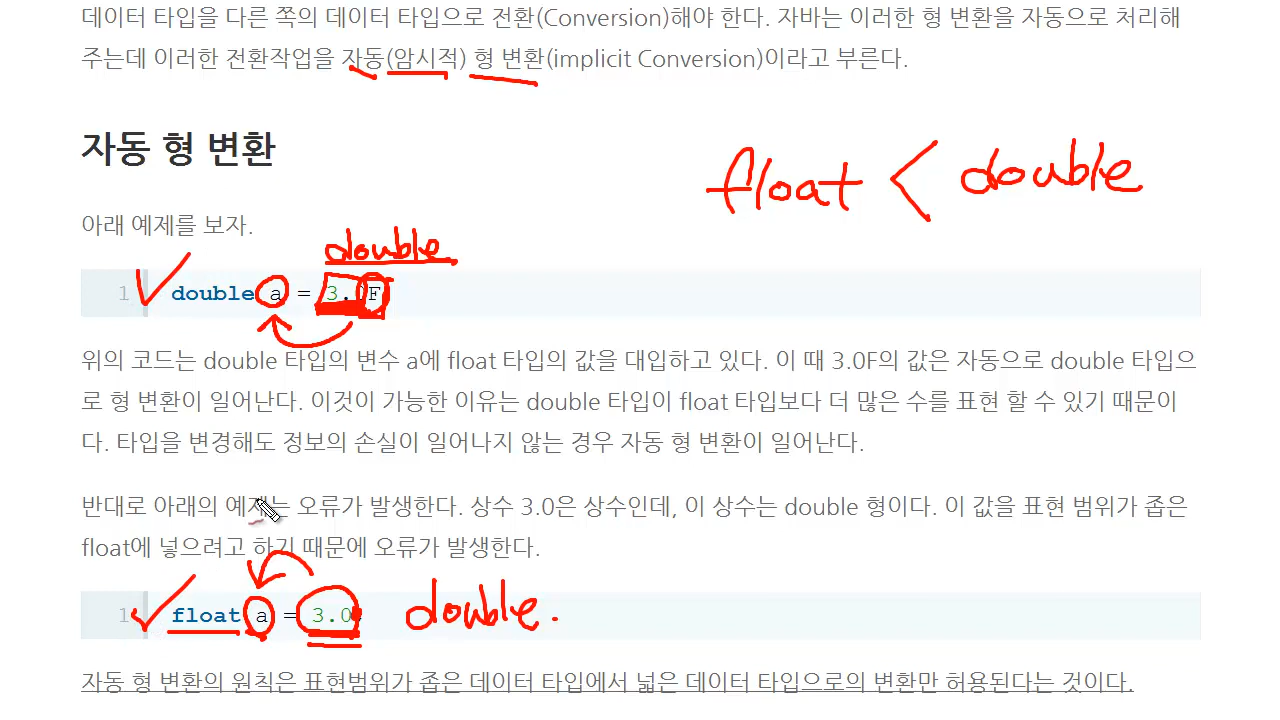 데이터 타입을 다른 쪽의 데이터 타입으로 전환(Conversion)해야 한다. 자바는 이러한 형 변환을 자동으로 처리해
주는데 이러한 전환작업을 자동(암시적) 형 변환(implicit Conversion)이라고 부른다.
자동 형 변환
float < double
아래 예제를 보자.
double
1 double a = 3.0F
위의 코드는 double 타입의 변수 a에 float 타입의 값을 대입하고 있다. 이 때 3.0F의 값은 자동으로 double 타입으
로 형 변환이 일어난다. 이것이 가능한 이유는 double 타입이 float 타입보다 더 많은 수를 표현 할 수 있기 때문이
다. 타입을 변경해도 정보의 손실이 일어나지 않는 경우 자동 형 변환이 일어난다.
반대로 아래의 예제는 오류가 발생한다. 상수 3.0은 상수인데, 이 상수는 double 형이다. 이 값을 표현 범위가 좁은
float에 넣으려고 하기 때문에 오류가 발생한다.
1 float a = 3.0 double.
자동 형 변환의 원칙은 표현범위가 좁은 데이터 타입에서 넓은 데이터 타입으로의 변환만 허용된다는 것이다.